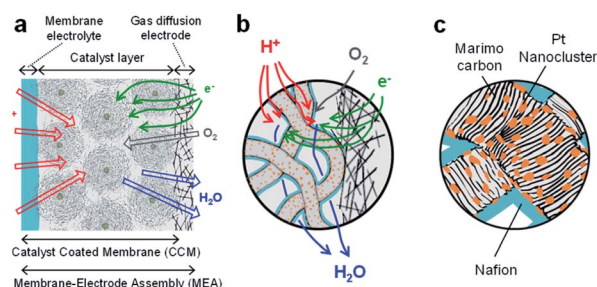 a
Membrane
electrolyte
Gas diffusion
electrode
Catalyst layer
+
e-
O2
H2O
Catalyst Coated Membrane (CCM)
Membrane-Electrode Assembly (MEA)
b
H+
O2
e-
H2O
c
Marimo
carbon
Pt
Nanocluster
Nafion